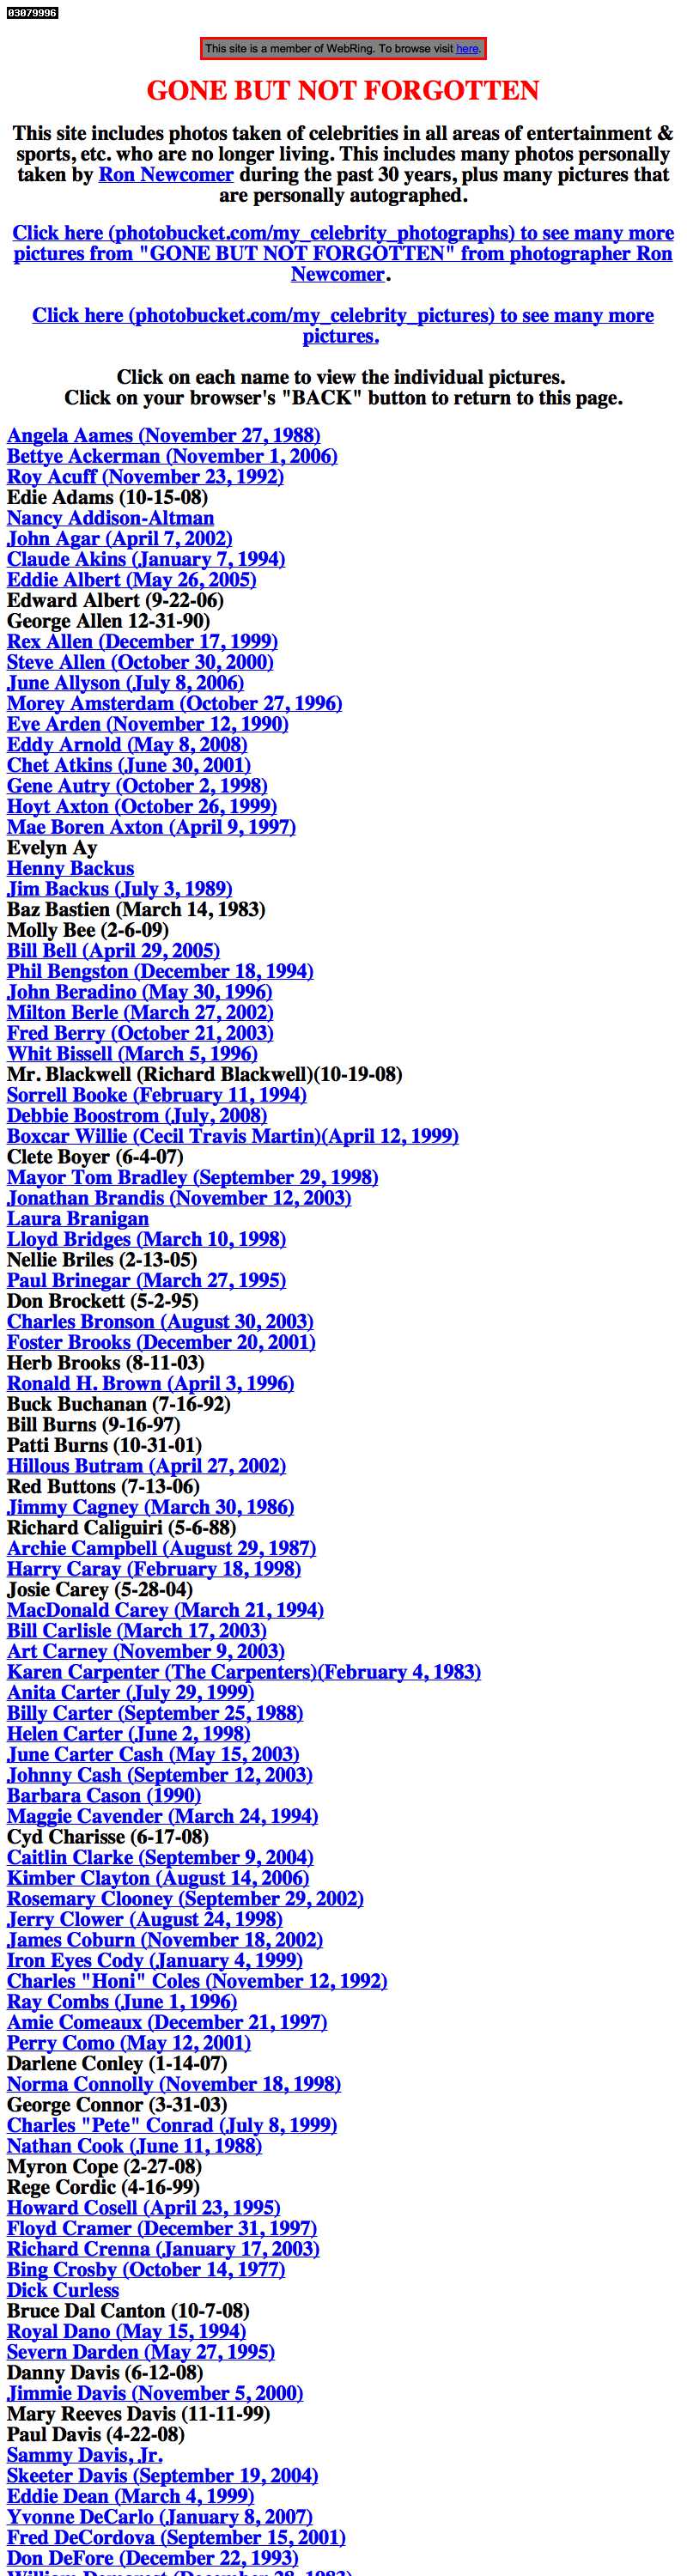 03079996
This site is a member of WebRing. To browse visit here.
GONE BUT NOT FORGOTTEN
This site includes photos taken of celebrities in all areas of entertainment &
sports, etc. who are no longer living. This includes many photos personally
taken by Ron Newcomer during the past 30 years, plus many pictures that
are personally autographed.
Click here (photobucket.com/my_celebrity_photographs) to see many more
pictures from "GONE BUT NOT FORGOTTEN" from photographer Ron
Newcomer.
Click here (photobucket.com/my_celebrity_pictures) to see many more
pictures.
Click on each name to view the individual pictures.
Click on your browser's "BACK" button to return to this page.
Angela Aames (November 27, 1988)
Bettye Ackerman (November 1, 2006)
Roy Acuff (November 23, 1992)
Edie Adams (10-15-08)
Nancy Addison-Altman
John Agar (April 7, 2002)
Claude Akins (January 7, 1994)
Eddie Albert (May 26, 2005)
Edward Albert (9-22-06)
George Allen 12-31-90)
Rex Allen (December 17, 1999)
Steve Allen (October 30, 2000)
June Allyson (July 8, 2006)
Morey Amsterdam (October 27, 1996)
Eve Arden (November 12, 1990)
Eddy Arnold (May 8, 2008)
Chet Atkins (June 30, 2001)
Gene Autry (October 2, 1998)
Hoyt Axton (October 26, 1999)
Mae Boren Axton (April 9, 1997)
Evelyn Ay
Henny Backus
Jim Backus (July 3, 1989)
Baz Bastien (March 14, 1983)
Molly Bee (2-6-09)
Bill Bell (April 29, 2005)
Phil Bengston (December 18, 1994)
John Beradino (May 30, 1996)
Milton Berle (March 27, 2002)
Fred Berry (October 21, 2003)
Whit Bissell (March 5, 1996)
Mr. Blackwell (Richard Blackwell)(10-19-08)
Sorrell Booke (February 11, 1994)
Debbie Boostrom (July, 2008)
Boxcar Willie (Cecil Travis Martin)(April 12, 1999)
Clete Boyer (6-4-07)
Mayor Tom Bradley (September 29, 1998)
Jonathan Brandis (November 12, 2003)
Laura Branigan
Lloyd Bridges (March 10, 1998)
Nellie Briles (2-13-05)
Paul Brinegar (March 27, 1995)
Don Brockett (5-2-95)
Charles Bronson (August 30, 2003)
Foster Brooks (December 20, 2001)
Herb Brooks (8-11-03)
Ronald H. Brown (April 3, 1996)
Buck Buchanan (7-16-92)
Bill Burns (9-16-97)
Patti Burns (10-31-01)
Hillous Butram (April 27, 2002)
Red Buttons (7-13-06)
Jimmy Cagney (March 30, 1986)
Richard Caliguiri (5-6-88)
Archie Campbell (August 29, 1987)
Harry Caray (February 18, 1998)
Josie Carey (5-28-04)
MacDonald Carey (March 21, 1994)
Bill Carlisle (March 17, 2003)
Art Carney (November 9, 2003)
Karen Carpenter (The Carpenters)(February 4, 1983)
Anita Carter (July 29, 1999)
Billy Carter (September 25, 1988)
Helen Carter (June 2, 1998)
June Carter Cash (May 15, 2003)
Johnny Cash (September 12, 2003)
Barbara Cason (1990)
Maggie Cavender (March 24, 1994)
Cyd Charisse (6-17-08)
Caitlin Clarke (September 9, 2004)
Kimber Clayton (August 14, 2006)
Rosemary Clooney (September 29, 2002)
Jerry Clower (August 24, 1998)
James Coburn (November 18, 2002)
Iron Eyes Cody (January 4, 1999)
Charles "Honi" Coles (November 12, 1992)
Ray Combs (June 1, 1996)
Amie Comeaux (December 21, 1997)
Perry Como (May 12, 2001)
Darlene Conley (1-14-07)
Norma Connolly (November 18, 1998)
George Connor (3-31-03)
Charles "Pete" Conrad (July 8, 1999)
Nathan Cook (June 11, 1988)
Myron Cope (2-27-08)
Rege Cordic (4-16-99)
Howard Cosell (April 23, 1995)
Floyd Cramer (December 31, 1997)
Richard Crenna (January 17, 2003)
Bing Crosby (October 14, 1977)
Dick Curless
Bruce Dal Canton (10-7-08)
Royal Dano (May 15, 1994)
Severn Darden (May 27, 1995)
Danny Davis (6-12-08)
Jimmie Davis (November 5, 2000)
Mary Reeves Davis (11-11-99)
Paul Davis (4-22-08)
Sammy Davis, Jr.
Skeeter Davis (September 19, 2004)
Eddie Dean (March 4, 1999)
Yvonne DeCarlo (January 8, 2007)
Fred DeCordova (September 15, 2001)
Don DeFore (December 22, 1993)